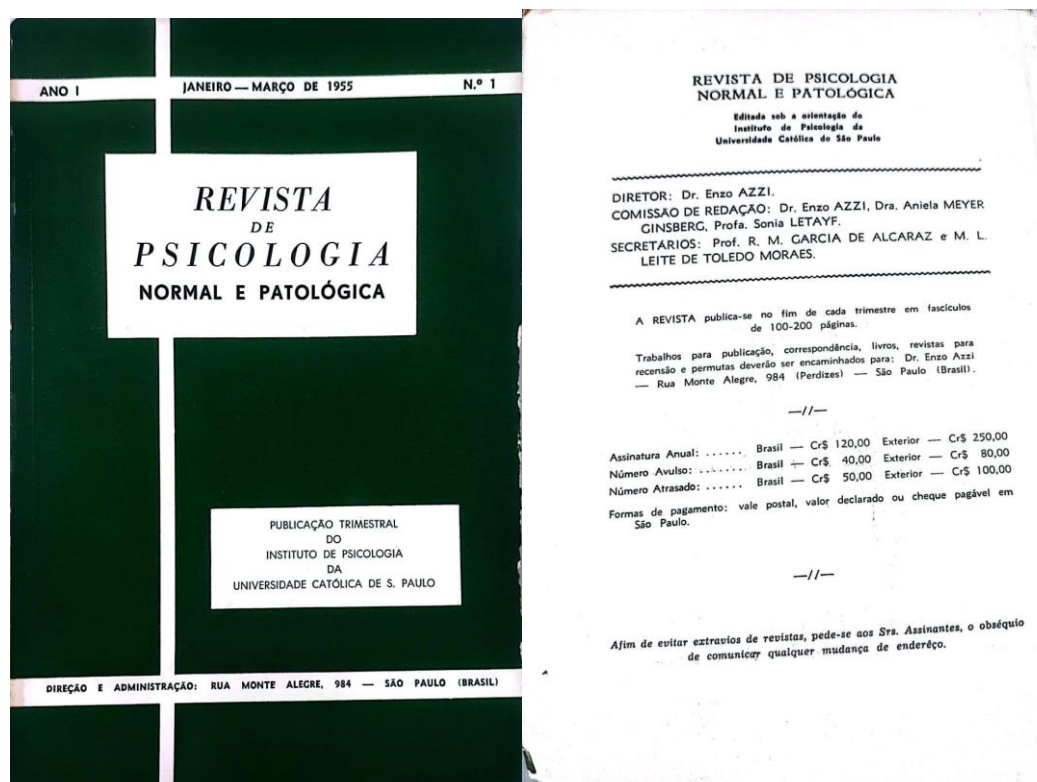 ANO I JANEIRO — MARÇO DE 1955 N.º 1
REVISTA
DE
PSICOLOGIA
NORMAL E PATOLÓGICA
PUBLICAÇÃO TRIMESTRAL
DO
INSTITUTO DE PSICOLOGIA
DA
UNIVERSIDADE CATÓLICA DE S. PAULO
DIREÇÃO E ADMINISTRAÇÃO: RUA MONTE ALEGRE, 984 — SÃO PAULO (BRASIL)
REVISTA DE PSICOLOGIA
NORMAL E PATOLÓGICA
Editada sob a orientação do
Instituto de Psicologia da
Universidade Católica de São Paulo
DIRETOR: Dr. Enzo AZZI.
COMISSÃO DE REDAÇÃO: Dr. Enzo AZZI, Dra. Aniela MEYER
GINSBERG, Profa. Sonia LETAYF.
SECRETÁRIOS: Prof. R. M. GARCIA DE ALCARAZ e M. L.
LEITE DE TOLEDO MORAES.
A REVISTA publica-se no fim de cada trimestre em fascículos
de 100-200 páginas.
Trabalhos para publicação, correspondência, livros, revistas para
recensão e permutas deverão ser encaminhados para: Dr. Enzo Azzi
— Rua Monte Alegre, 984 (Perdizes) — São Paulo (Brasil).
—//—
Assinatura Anual: ...... Brasil — Cr$ 120,00 Exterior — Cr$ 250,00
Número Avulso: ....... Brasil — Cr$ 40,00 Exterior — Cr$ 80,00
Número Atrasado: ...... Brasil — Cr$ 50,00 Exterior — Cr$ 100,00
Formas de pagamento: vale postal, valor declarado ou cheque pagável em
São Paulo.
—//—
Afim de evitar extravios de revistas, pede-se aos Srs. Assinantes, o obséquio
de comunicar qualquer mudança de enderêço.